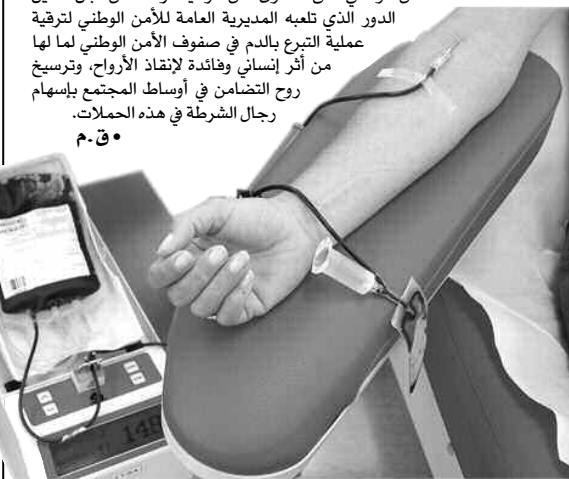 الدور الذي تلعبه المديرية العامة للأمن الوطني لترقية
عملية التبرع بالدم في صفوف الأمن الوطني لما لها
من أثر إنساني وفائدة لإنقاذ الأرواح، وترسيخ
روح التضامن في أوساط المجتمع بإسهام
رجال الشرطة في هذه الحملات.
• ق.م
148